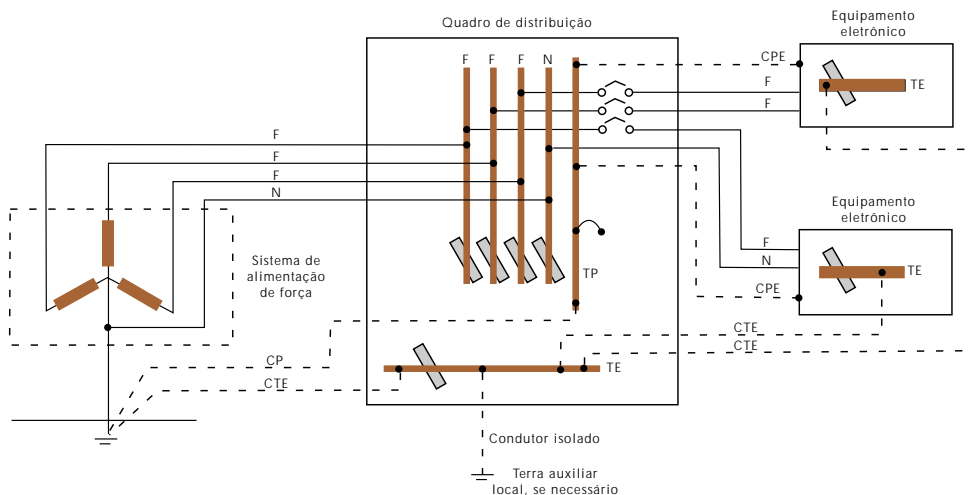 Quadro de distribuição
Equipamento
eletrônico
F F F N
CPE
F
F
TE
F
F
F
N
Equipamento
eletrônico
Sistema de
alimentação
de força
TP
F
N
TE
CPE
CTE
CTE
CP
CTE
TE
Condutor isolado
Terra auxiliar
local, se necessário